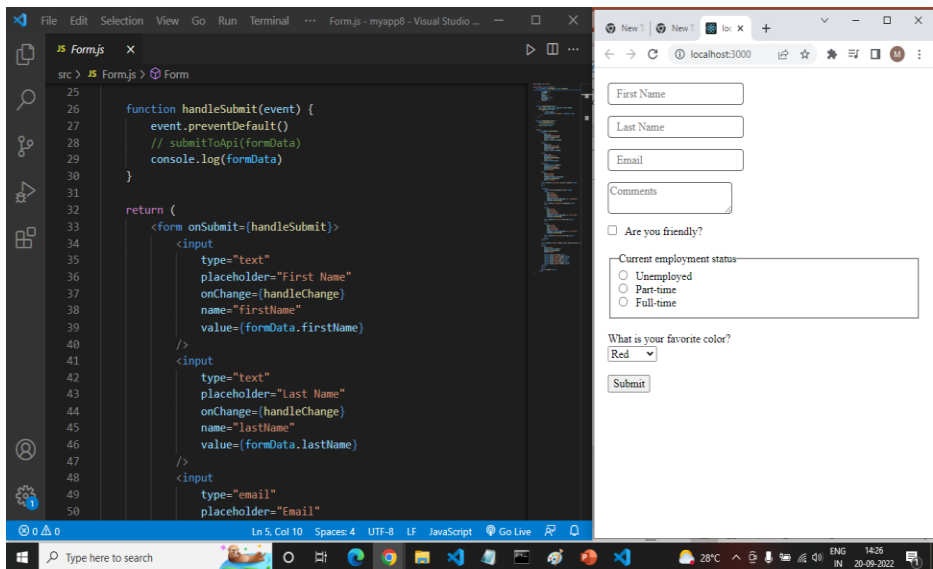 File Edit Selection View Go Run Terminal ··· Form.js - myapp8 - Visual Studio ...
JS Form.js
src > JS Form.js > Form
25
26 function handleSubmit(event) {
27 event.preventDefault()
28 // submitToApi(formData)
29 console.log(formData)
30 }
31
32 return (
33 <form onSubmit={handleSubmit}>
34 <input
35 type="text"
36 placeholder="First Name"
37 onChange={handleChange}
38 name="firstName"
39 value={formData.firstName}
40 />
41 <input
42 type="text"
43 placeholder="Last Name"
44 onChange={handleChange}
45 name="lastName"
46 value={formData.lastName}
47 />
48 <input
49 type="email"
50 placeholder="Email"
0 0 Ln 5, Col 10 Spaces: 4 UTF-8 LF JavaScript Go Live
New T New T loc
localhost:3000 M
First Name
Last Name
Email
Comments
Are you friendly?
Current employment status
Unemployed
Part-time
Full-time
What is your favorite color?
Red
Submit
Type here to search
28°C ENG IN 14:26 20-09-2022
1